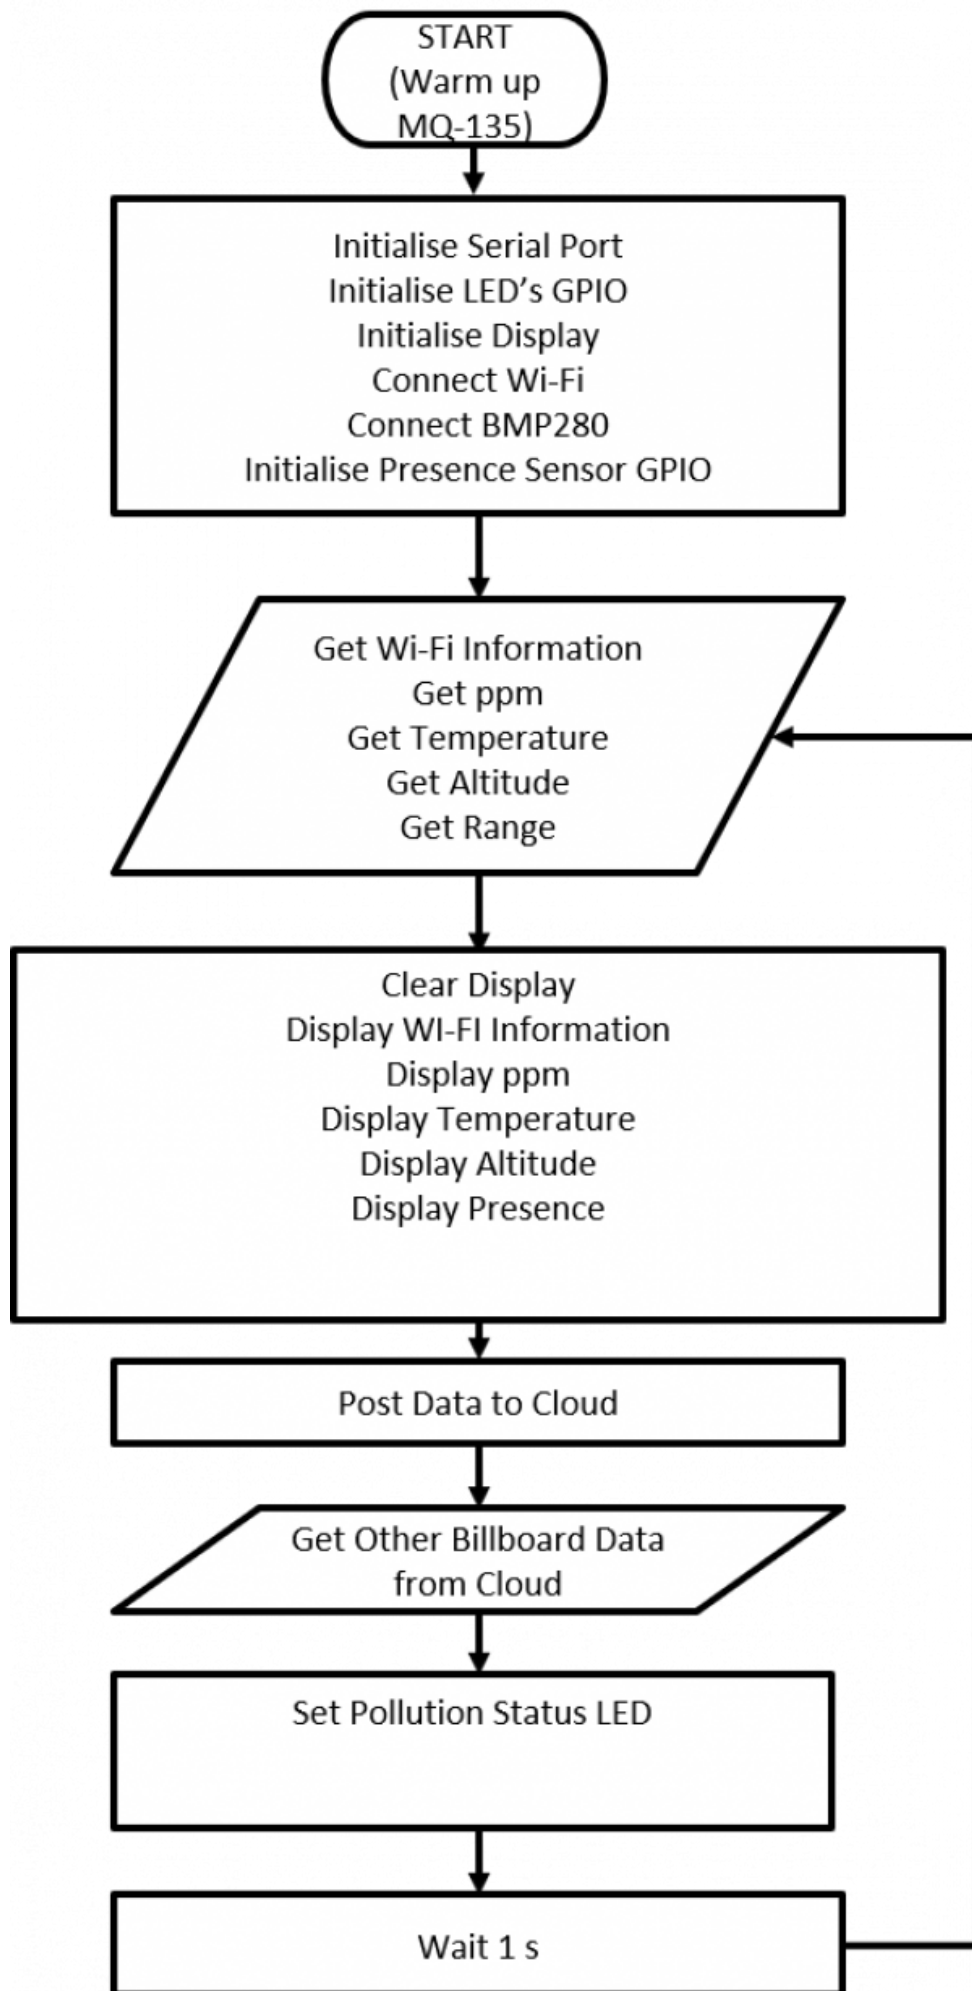 START
(Warm up
MQ-135)
Initialise Serial Port
Initialise LED’s GPIO
Initialise Display
Connect Wi-Fi
Connect BMP280
Initialise Presence Sensor GPIO
Get Wi-Fi Information
Get ppm
Get Temperature
Get Altitude
Get Range
Clear Display
Display WI-FI Information
Display ppm
Display Temperature
Display Altitude
Display Presence
Post Data to Cloud
Get Other Billboard Data
from Cloud
Set Pollution Status LED
Wait 1 s